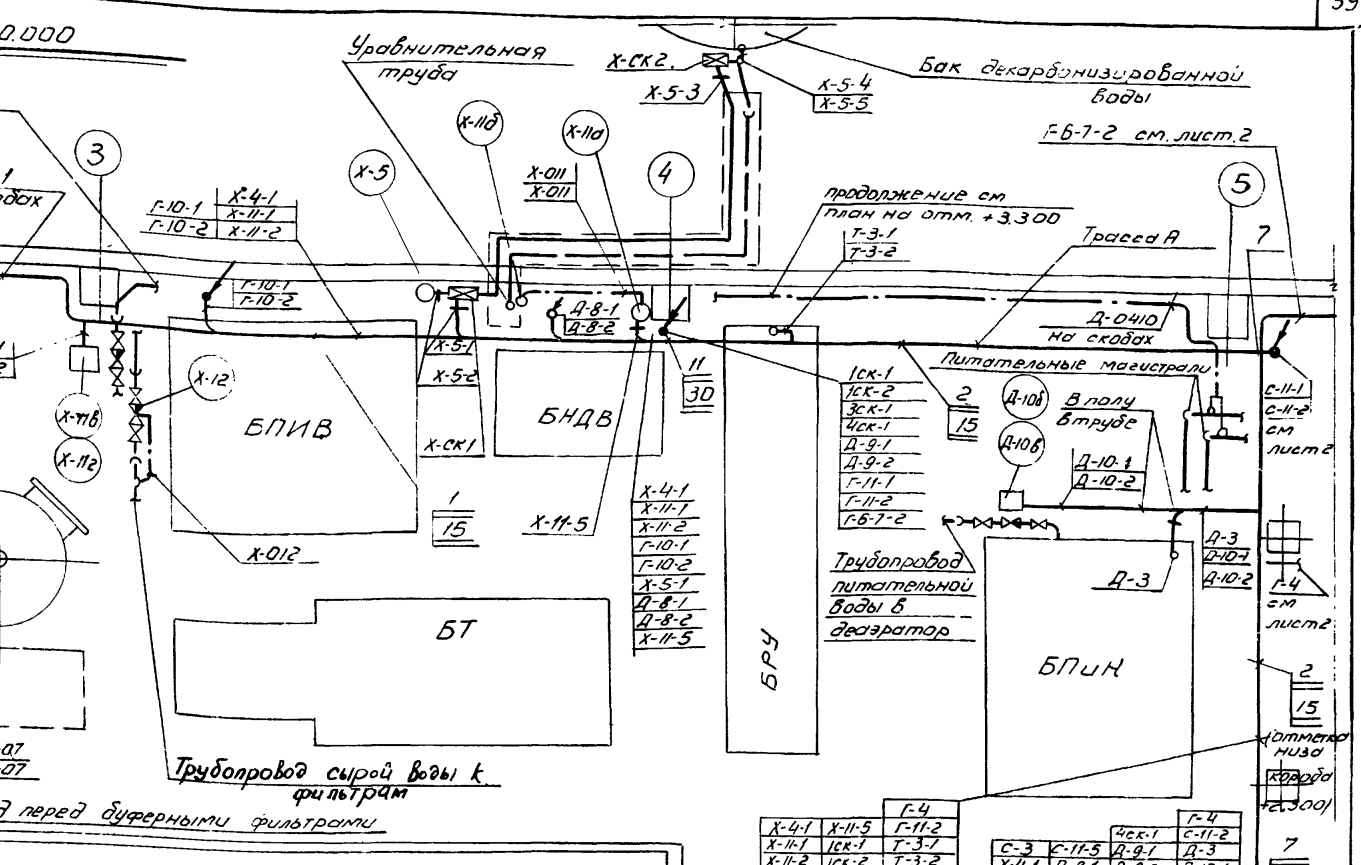 39
0.000
Уравнительная
труба
Х-СК2.
Х-5-3
Х-5-4
Х-5-5
Бак декарбонизированной
воды
Г-6-7-2 см. лист. 2
3
Х-5
Х-11б
Х-11а
4
5
Х-011
Х-011
продолжение см
план на отм. +3.300
Т-3-1
Т-3-2
Трасса А
7
Г-10-1
Г-10-2
Х-4-1
Х-11-1
Х-11-2
Г-10-1
Г-10-2
Д-8-1
Д-8-2
Д-0410
на скобах
Х-5-1
Х-5-2
Х-СК1
11
30
Питательные магистрали
Х-12
Х-11в
Х-11г
БПИВ
БНДВ
1
15
Х-11-5
Х-012
1СК-1
1СК-2
3СК-1
4СК-1
Д-9-1
Д-9-2
Г-11-1
Г-11-2
Г-6-7-2
2
15
Д-10б
Д-10в
В полу
в трубе
Д-10-1
Д-10-2
С-11-1
С-11-2
см
лист 2
Х-4-1
Х-11-1
Х-11-2
Г-10-1
Г-10-2
Х-5-1
Д-8-1
Д-8-2
Х-11-5
Трубопровод
питательной
воды в
деаэратор
Д-3
Д-3
Д-10-1
Д-10-2
Г-4
см
лист 2
БТ
БРУ
БПиК
2
15
(отметка
низа
короба
+2.300)
Трубопровод сырой воды к
фильтрам
перед буферными фильтрами
Г-4
Х-4-1 Х-11-5 Г-11-2
Х-11-1 1СК-1 Т-3-1
Х-11-2 1СК-2 Т-3-2
Г-4
4СК-1 С-11-2
С-3 С-11-5 Д-9-1 Д-3
7